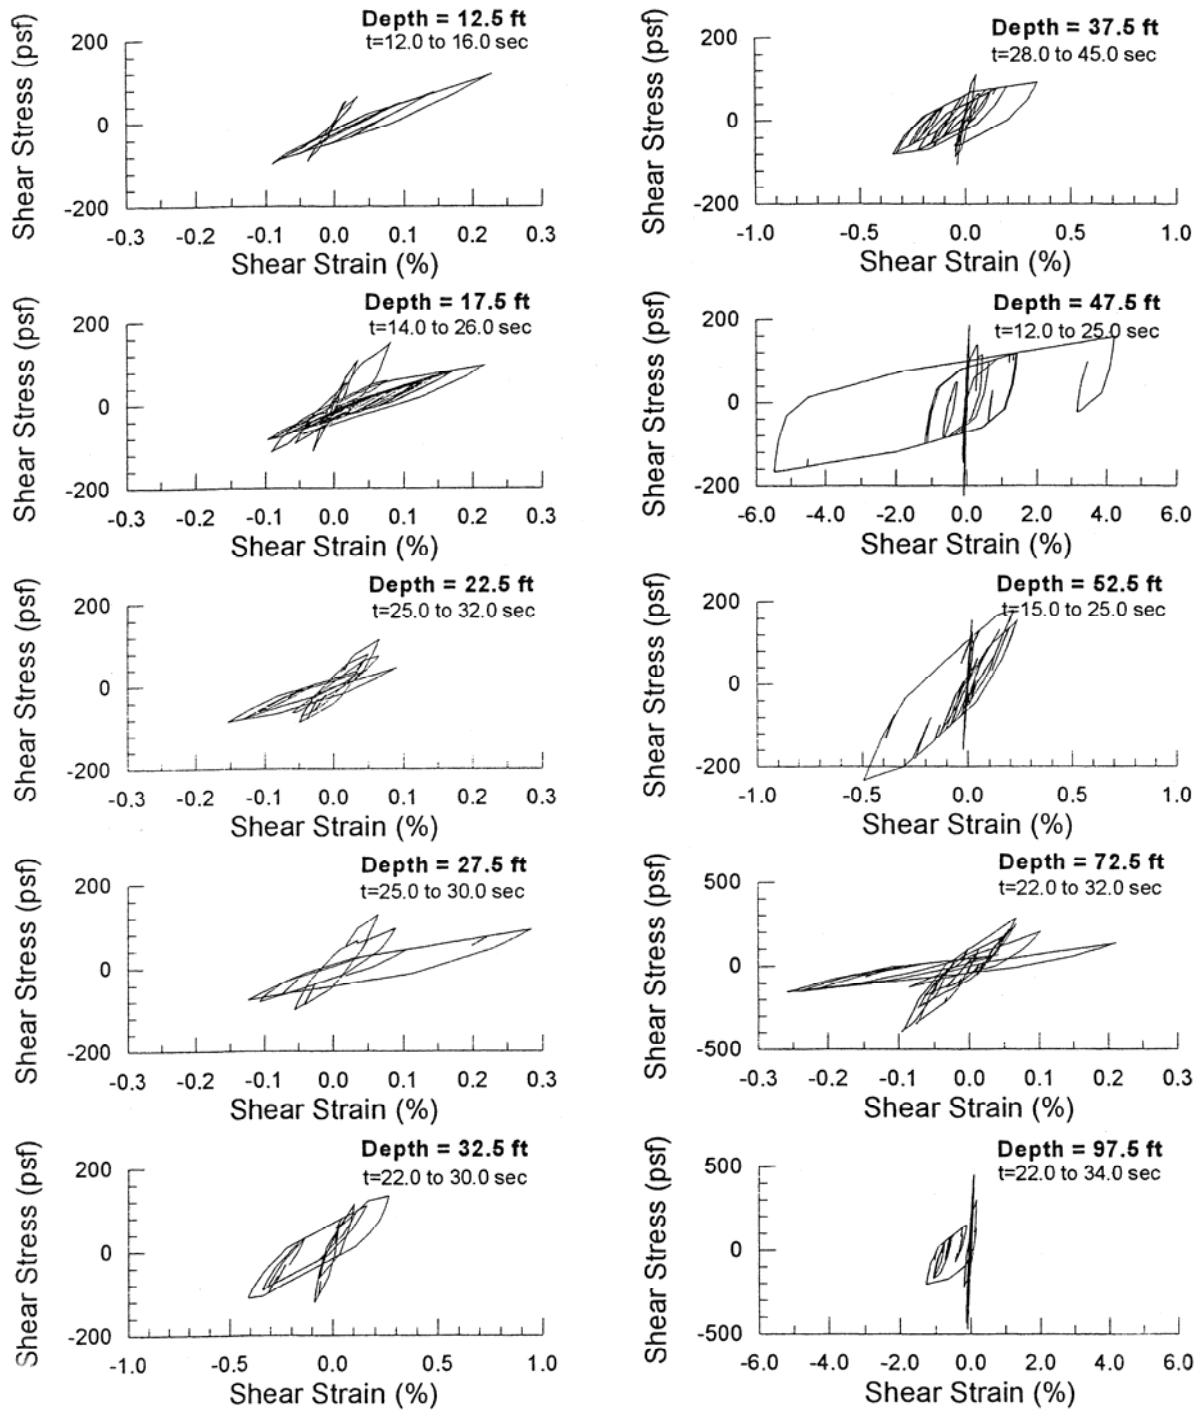 Depth = 12.5 ft
t=12.0 to 16.0 sec
Shear Stress (psf)
200
0
-200
-0.3 -0.2 -0.1 0.0 0.1 0.2 0.3
Shear Strain (%)
Depth = 17.5 ft
t=14.0 to 26.0 sec
Shear Stress (psf)
200
0
-200
-0.3 -0.2 -0.1 0.0 0.1 0.2 0.3
Shear Strain (%)
Depth = 22.5 ft
t=25.0 to 32.0 sec
Shear Stress (psf)
200
0
-200
-0.3 -0.2 -0.1 0.0 0.1 0.2 0.3
Shear Strain (%)
Depth = 27.5 ft
t=25.0 to 30.0 sec
Shear Stress (psf)
200
0
-200
-0.3 -0.2 -0.1 0.0 0.1 0.2 0.3
Shear Strain (%)
Depth = 32.5 ft
t=22.0 to 30.0 sec
Shear Stress (psf)
200
0
-200
-1.0 -0.5 0.0 0.5 1.0
Shear Strain (%)
Depth = 37.5 ft
t=28.0 to 45.0 sec
Shear Stress (psf)
200
0
-200
-1.0 -0.5 0.0 0.5 1.0
Shear Strain (%)
Depth = 47.5 ft
t=12.0 to 25.0 sec
Shear Stress (psf)
200
0
-200
-6.0 -4.0 -2.0 0.0 2.0 4.0 6.0
Shear Strain (%)
Depth = 52.5 ft
t=15.0 to 25.0 sec
Shear Stress (psf)
200
0
-200
-1.0 -0.5 0.0 0.5 1.0
Shear Strain (%)
Depth = 72.5 ft
t=22.0 to 32.0 sec
Shear Stress (psf)
500
0
-500
-0.3 -0.2 -0.1 0.0 0.1 0.2 0.3
Shear Strain (%)
Depth = 97.5 ft
t=22.0 to 34.0 sec
Shear Stress (psf)
500
0
-500
-6.0 -4.0 -2.0 0.0 2.0 4.0 6.0
Shear Strain (%)